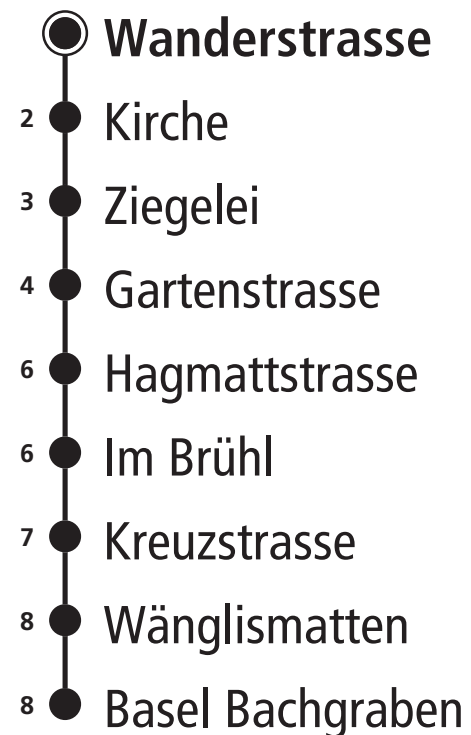 Wanderstrasse
2 Kirche
3 Ziegelei
4 Gartenstrasse
6 Hagmattstrasse
6 Im Brühl
7 Kreuzstrasse
8 Wänglismatten
8 Basel Bachgraben